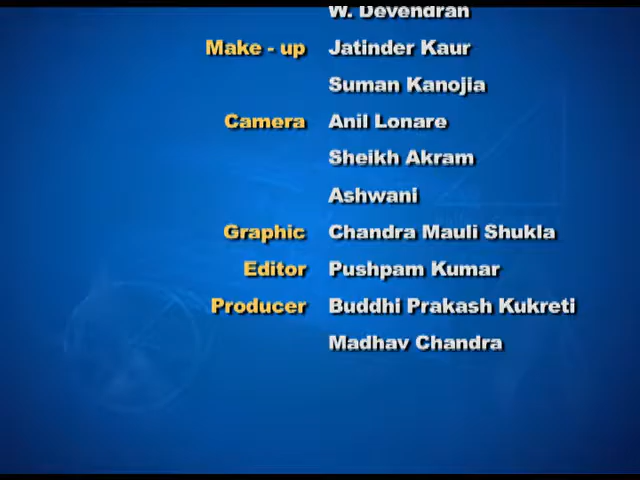 W. Devendran
Make - up Jatinder Kaur
Suman Kanojia
Camera Anil Lonare
Sheikh Akram
Ashwani
Graphic Chandra Mauli Shukla
Editor Pushpam Kumar
Producer Buddhi Prakash Kukreti
Madhav Chandra